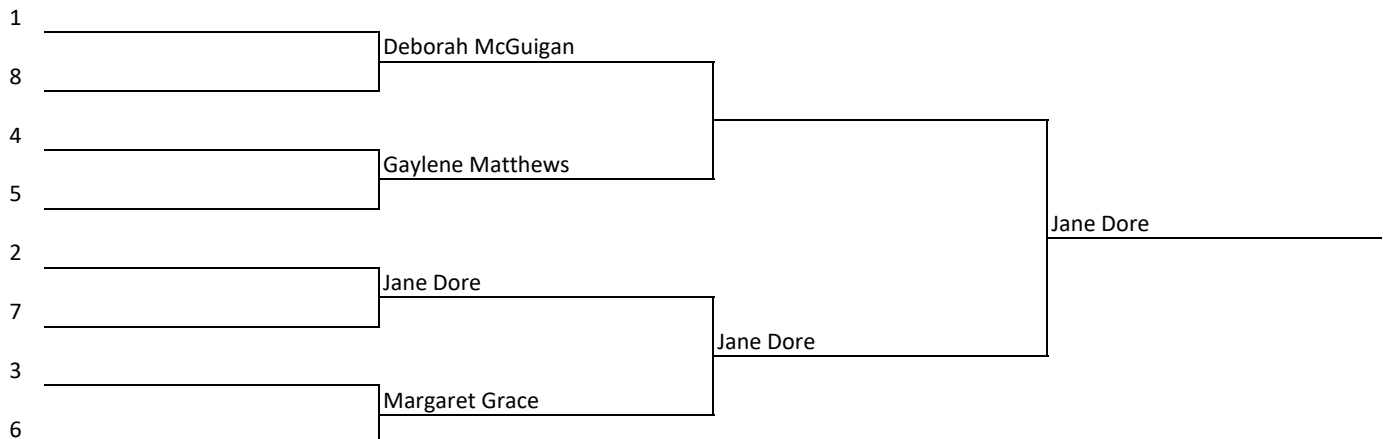 1
Deborah McGuigan
8
4
Gaylene Matthews
5
Jane Dore
2
Jane Dore
7
Jane Dore
3
Margaret Grace
6